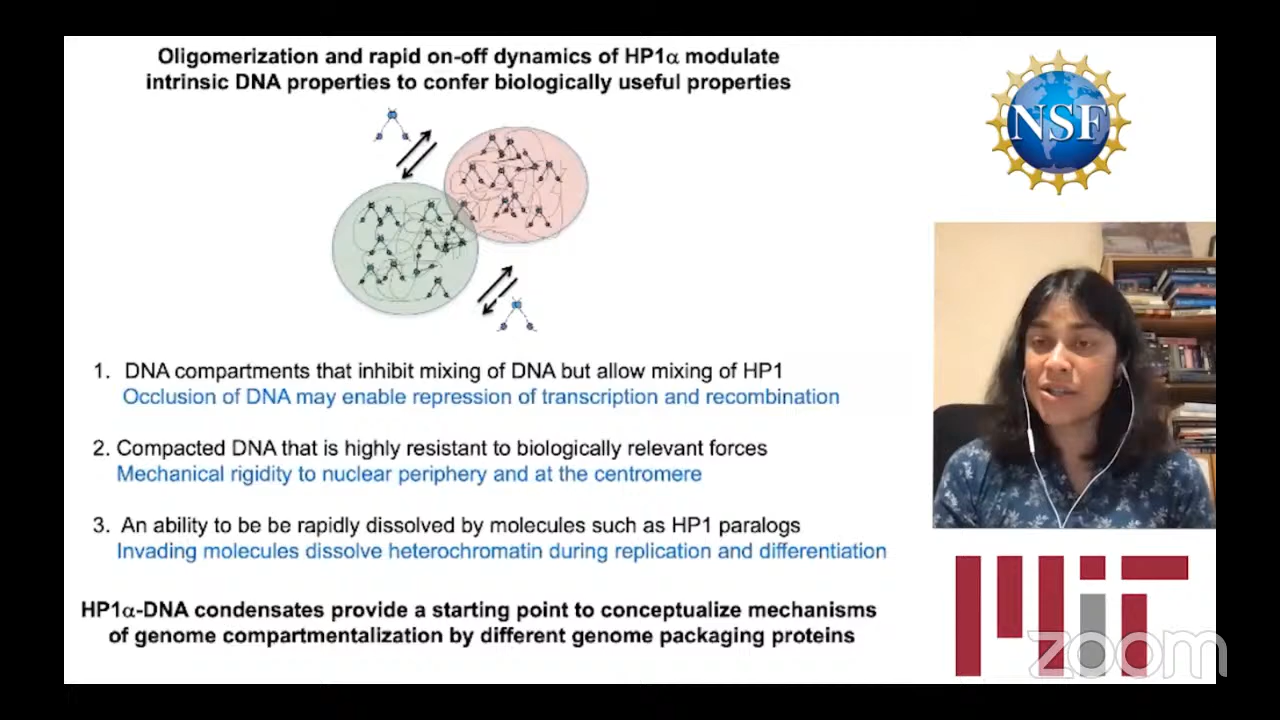 Oligomerization and rapid on-off dynamics of HP1α modulate
intrinsic DNA properties to confer biologically useful properties
NSF
1. DNA compartments that inhibit mixing of DNA but allow mixing of HP1
Occlusion of DNA may enable repression of transcription and recombination
2. Compacted DNA that is highly resistant to biologically relevant forces
Mechanical rigidity to nuclear periphery and at the centromere
3. An ability to be be rapidly dissolved by molecules such as HP1 paralogs
Invading molecules dissolve heterochromatin during replication and differentiation
HP1α-DNA condensates provide a starting point to conceptualize mechanisms
of genome compartmentalization by different genome packaging proteins
MIT
zoom